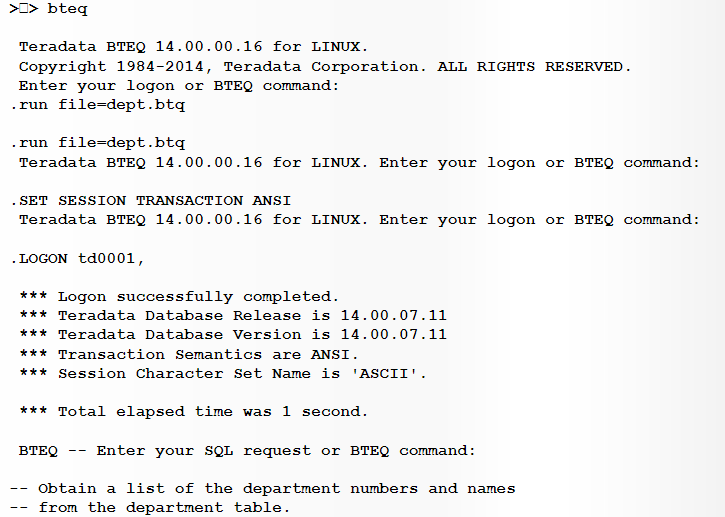 >□> bteq
Teradata BTEQ 14.00.00.16 for LINUX.
Copyright 1984-2014, Teradata Corporation. ALL RIGHTS RESERVED.
Enter your logon or BTEQ command:
.run file=dept.btq
.run file=dept.btq
Teradata BTEQ 14.00.00.16 for LINUX. Enter your logon or BTEQ command:
.SET SESSION TRANSACTION ANSI
Teradata BTEQ 14.00.00.16 for LINUX. Enter your logon or BTEQ command:
.LOGON td0001,
*** Logon successfully completed.
*** Teradata Database Release is 14.00.07.11
*** Teradata Database Version is 14.00.07.11
*** Transaction Semantics are ANSI.
*** Session Character Set Name is 'ASCII'.
*** Total elapsed time was 1 second.
BTEQ -- Enter your SQL request or BTEQ command:
-- Obtain a list of the department numbers and names
-- from the department table.